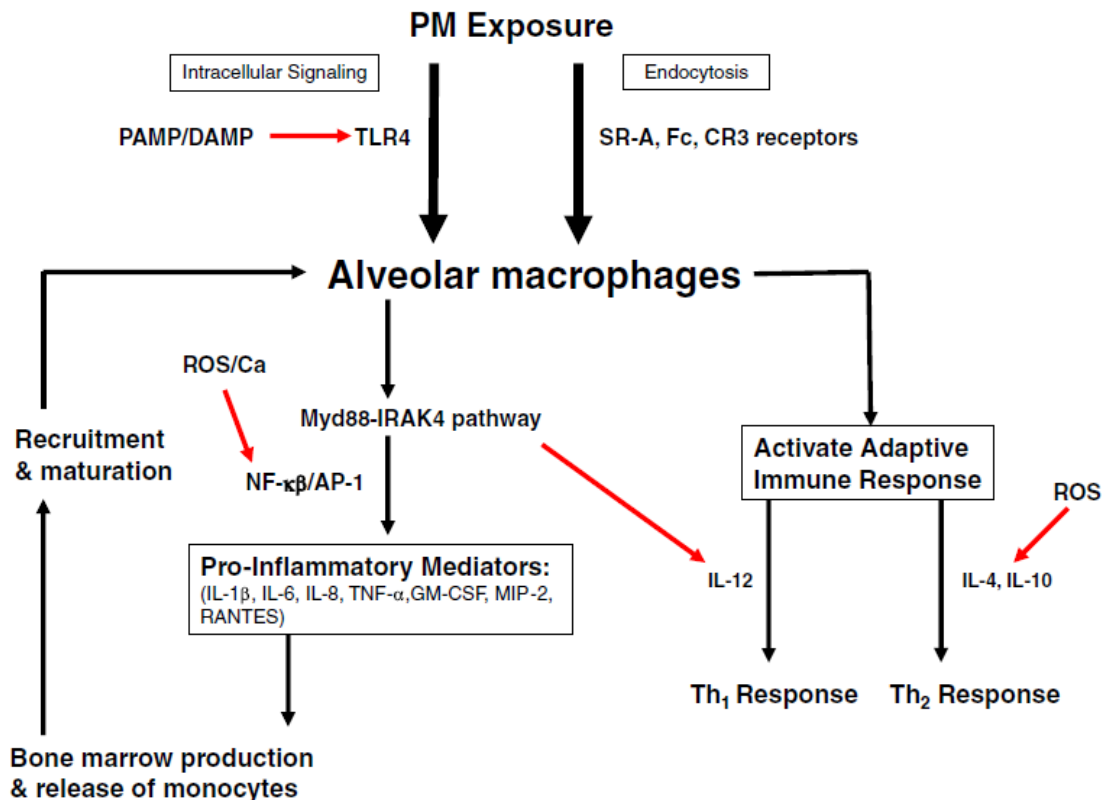 PM Exposure
Intracellular Signaling
Endocytosis
PAMP/DAMP
TLR4
SR-A, Fc, CR3 receptors
Alveolar macrophages
ROS/Ca
Myd88-IRAK4 pathway
Recruitment
& maturation
NF-κβ/AP-1
Activate Adaptive
Immune Response
ROS
Pro-Inflammatory Mediators:
(IL-1β, IL-6, IL-8, TNF-α,GM-CSF, MIP-2,
RANTES)
IL-12
IL-4, IL-10
Th₁ Response
Th₂ Response
Bone marrow production
& release of monocytes